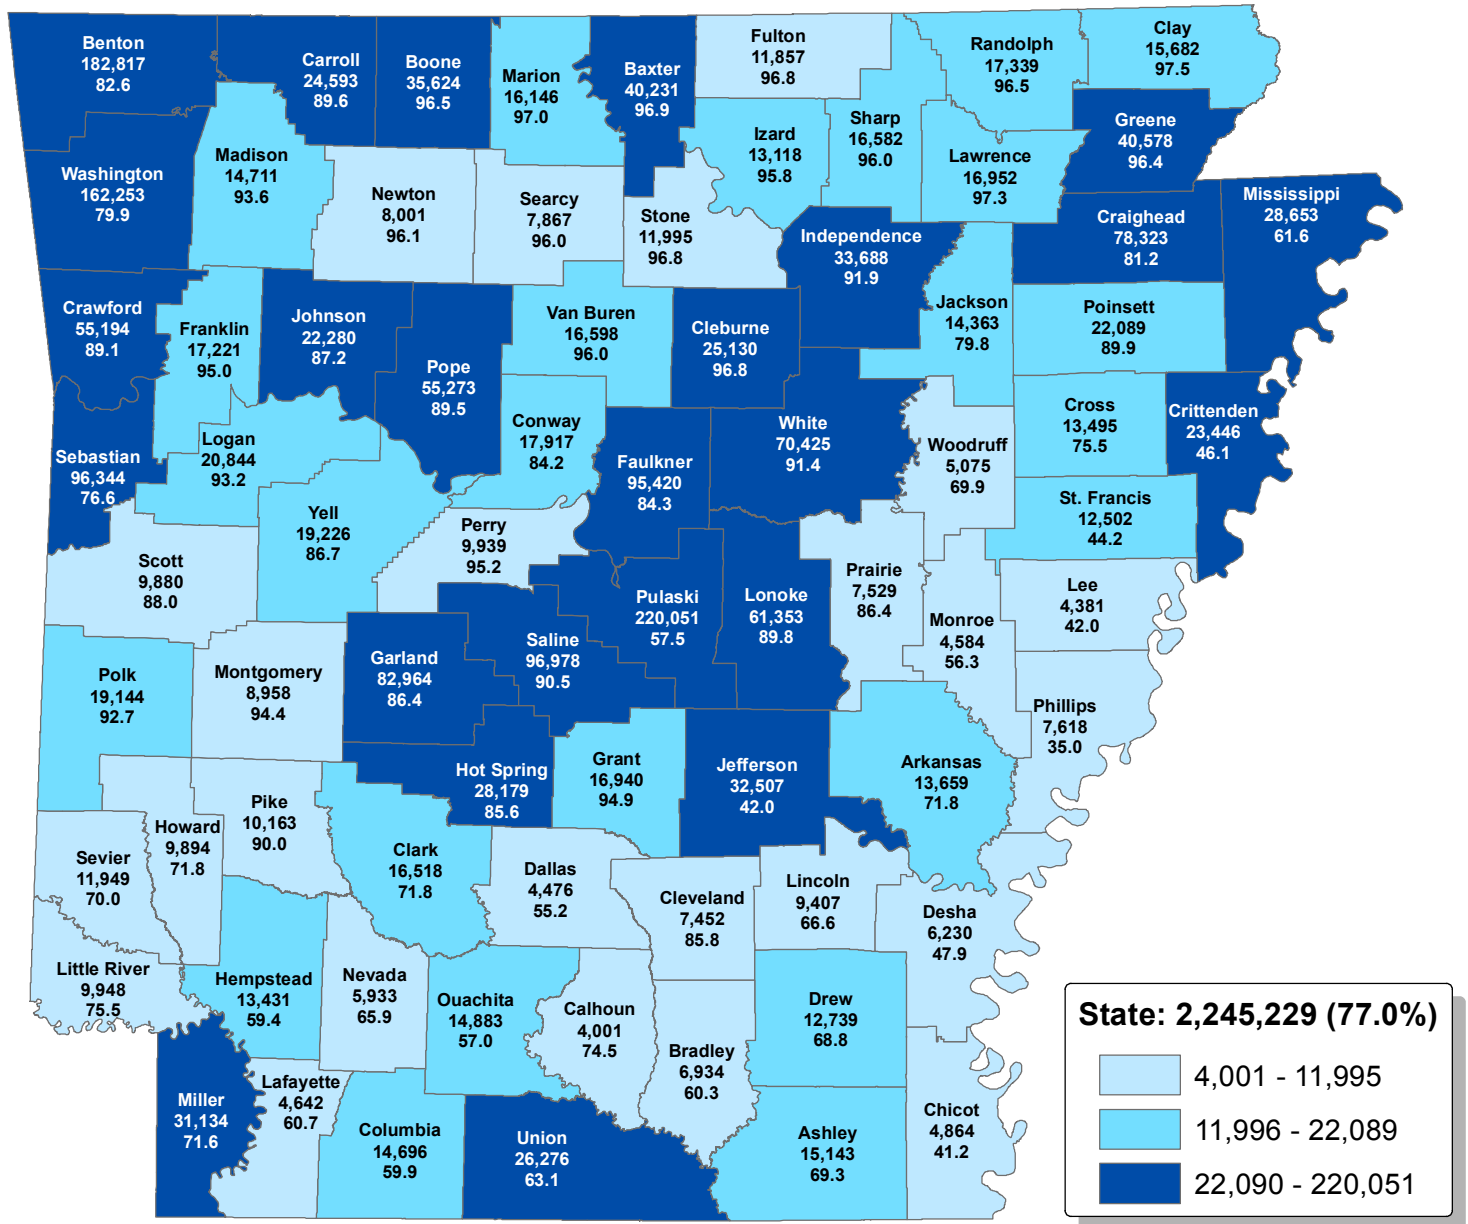 Benton
182,817
82.6
Carroll
24,593
89.6
Boone
35,624
96.5
Marion
16,146
97.0
Baxter
40,231
96.9
Fulton
11,857
96.8
Randolph
17,339
96.5
Clay
15,682
97.5
Washington
162,253
79.9
Madison
14,711
93.6
Newton
8,001
96.1
Searcy
7,867
96.0
Stone
11,995
96.8
Izard
13,118
95.8
Sharp
16,582
96.0
Lawrence
16,952
97.3
Greene
40,578
96.4
Independence
33,688
91.9
Craighead
78,323
81.2
Mississippi
28,653
61.6
Crawford
55,194
89.1
Franklin
17,221
95.0
Johnson
22,280
87.2
Pope
55,273
89.5
Van Buren
16,598
96.0
Cleburne
25,130
96.8
Jackson
14,363
79.8
Poinsett
22,089
89.9
Sebastian
96,344
76.6
Logan
20,844
93.2
Conway
17,917
84.2
Faulkner
95,420
84.3
White
70,425
91.4
Woodruff
5,075
69.9
Cross
13,495
75.5
Crittenden
23,446
46.1
Scott
9,880
88.0
Yell
19,226
86.7
Perry
9,939
95.2
St. Francis
12,502
44.2
Polk
19,144
92.7
Montgomery
8,958
94.4
Garland
82,964
86.4
Saline
96,978
90.5
Pulaski
220,051
57.5
Lonoke
61,353
89.8
Prairie
7,529
86.4
Monroe
4,584
56.3
Lee
4,381
42.0
Phillips
7,618
35.0
Sevier
11,949
70.0
Howard
9,894
71.8
Pike
10,163
90.0
Clark
16,518
71.8
Hot Spring
28,179
85.6
Grant
16,940
94.9
Jefferson
32,507
42.0
Arkansas
13,659
71.8
Dallas
4,476
55.2
Cleveland
7,452
85.8
Lincoln
9,407
66.6
Desha
6,230
47.9
Little River
9,948
75.5
Hempstead
13,431
59.4
Nevada
5,933
65.9
Ouachita
14,883
57.0
Calhoun
4,001
74.5
Bradley
6,934
60.3
Drew
12,739
68.8
Miller
31,134
71.6
Lafayette
4,642
60.7
Columbia
14,696
59.9
Union
26,276
63.1
Ashley
15,143
69.3
Chicot
4,864
41.2
State: 2,245,229 (77.0%)
4,001 - 11,995
11,996 - 22,089
22,090 - 220,051